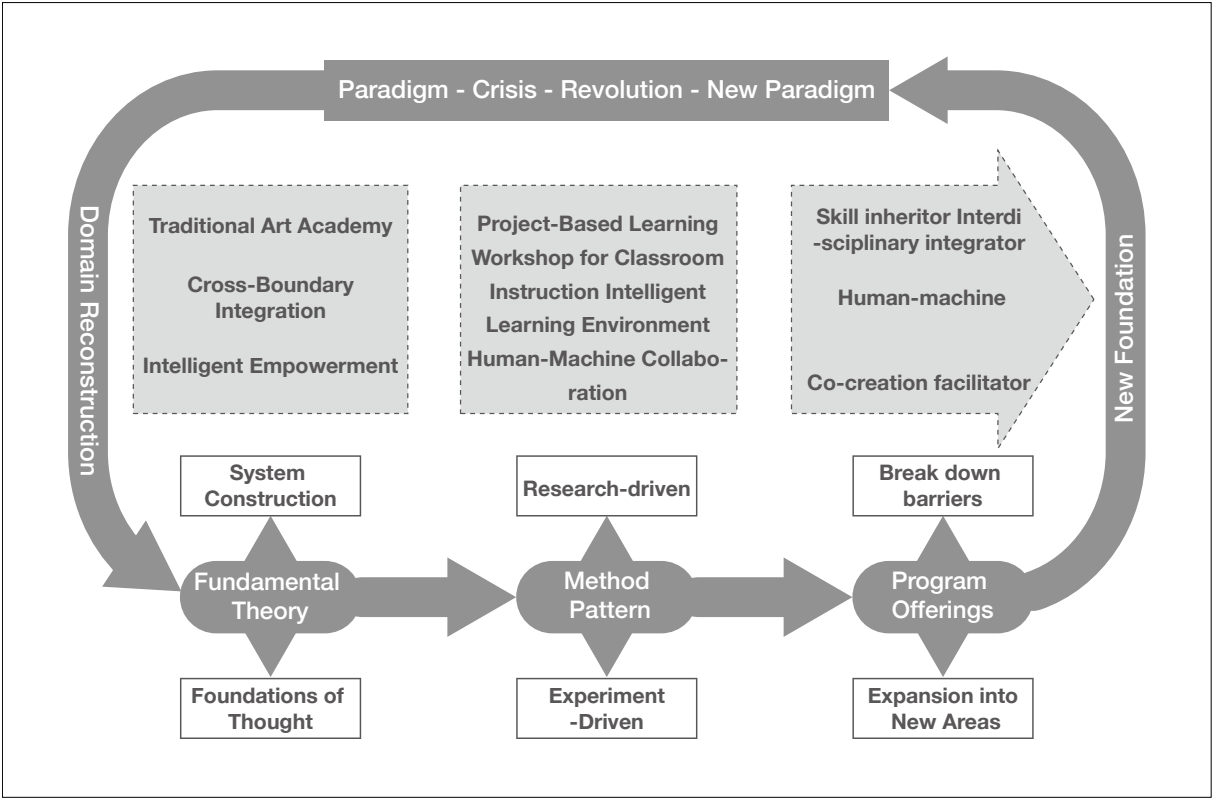 Paradigm - Crisis - Revolution - New Paradigm
Domain Reconstruction
Traditional Art Academy
Cross-Boundary
Integration
Intelligent Empowerment
Project-Based Learning
Workshop for Classroom
Instruction Intelligent
Learning Environment
Human-Machine Collabo-
ration
Skill inheritor Interdi
-sciplinary integrator
Human-machine
Co-creation facilitator
New Foundation
System
Construction
Research-driven
Break down
barriers
Fundamental
Theory
Method
Pattern
Program
Offerings
Foundations of
Thought
Experiment
-Driven
Expansion into
New Areas